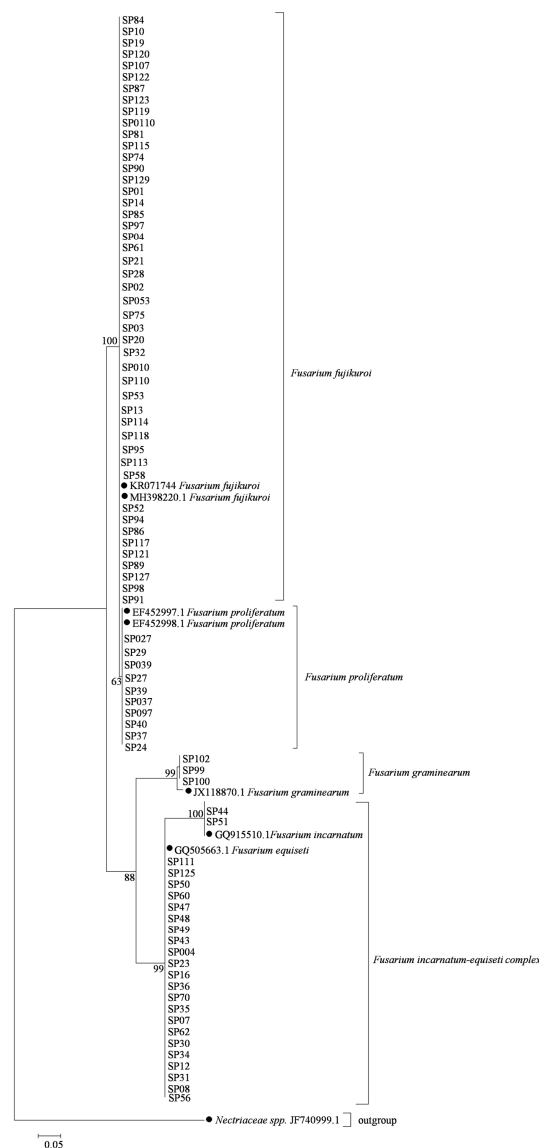 SP84
SP10
SP19
SP120
SP107
SP122
SP87
SP123
SP119
SP0110
SP81
SP115
SP74
SP90
SP129
SP01
SP14
SP85
SP97
SP04
SP61
SP21
SP28
SP02
SP053
SP75
SP03
100 SP20
SP32
SP010
SP110
Fusarium fujikuroi
SP53
SP13
SP114
SP118
SP95
SP113
SP58
KR071744 Fusarium fujikuroi
MH398220.1 Fusarium fujikuroi
SP52
SP94
SP86
SP117
SP121
SP89
SP127
SP98
SP91
EF452997.1 Fusarium proliferatum
EF452998.1 Fusarium proliferatum
SP027
SP29
SP039
63 SP27
Fusarium proliferatum
SP39
SP037
SP097
SP40
SP37
SP24
SP102
99 SP99
Fusarium graminearum
SP100
JX118870.1 Fusarium graminearum
100 SP44
SP51
GQ915510.1Fusarium incarnatum
GQ505663.1 Fusarium equiseti
SP111
88 SP125
SP50
SP60
SP47
SP48
SP49
SP43
SP004
Fusarium incarnatum-equiseti complex
99 SP23
SP16
SP36
SP70
SP35
SP07
SP62
SP30
SP34
SP12
SP31
SP08
SP56
Nectriaceae spp. JF740999.1 outgroup
0.05